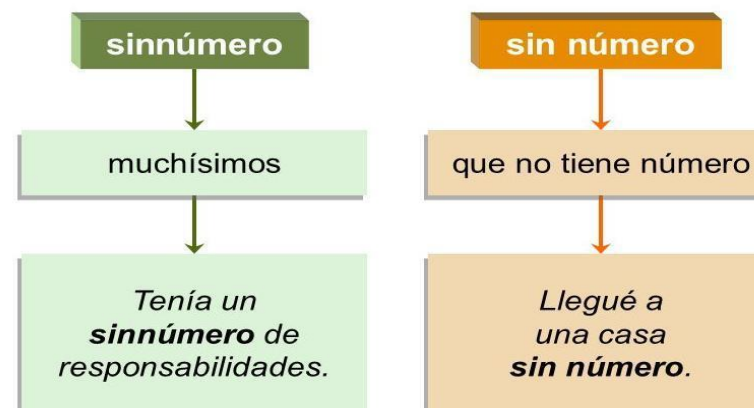 sinnúmero
muchísimos
Tenía un
sinnúmero de
responsabilidades.
sin número
que no tiene número
Llegué a
una casa
sin número.